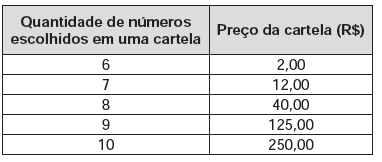 Quantidade de números
escolhidos em uma cartela
Preço da cartela (R$)
6 2,00
7 12,00
8 40,00
9 125,00
10 250,00